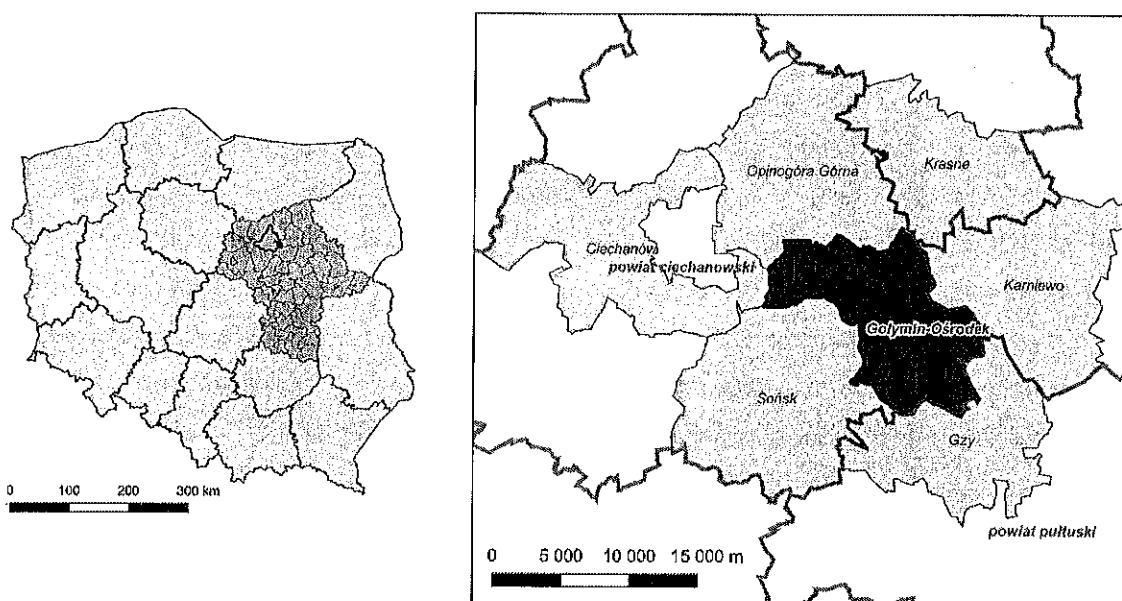 0 100 200 300 km
Opinogóra Górna
Krasne
Ciechanów
powiat ciechanowski
Karniewo
Gołymin-Ośrodek
Sońsk
Gzy
powiat pułtuski
0 5 000 10 000 15 000 m